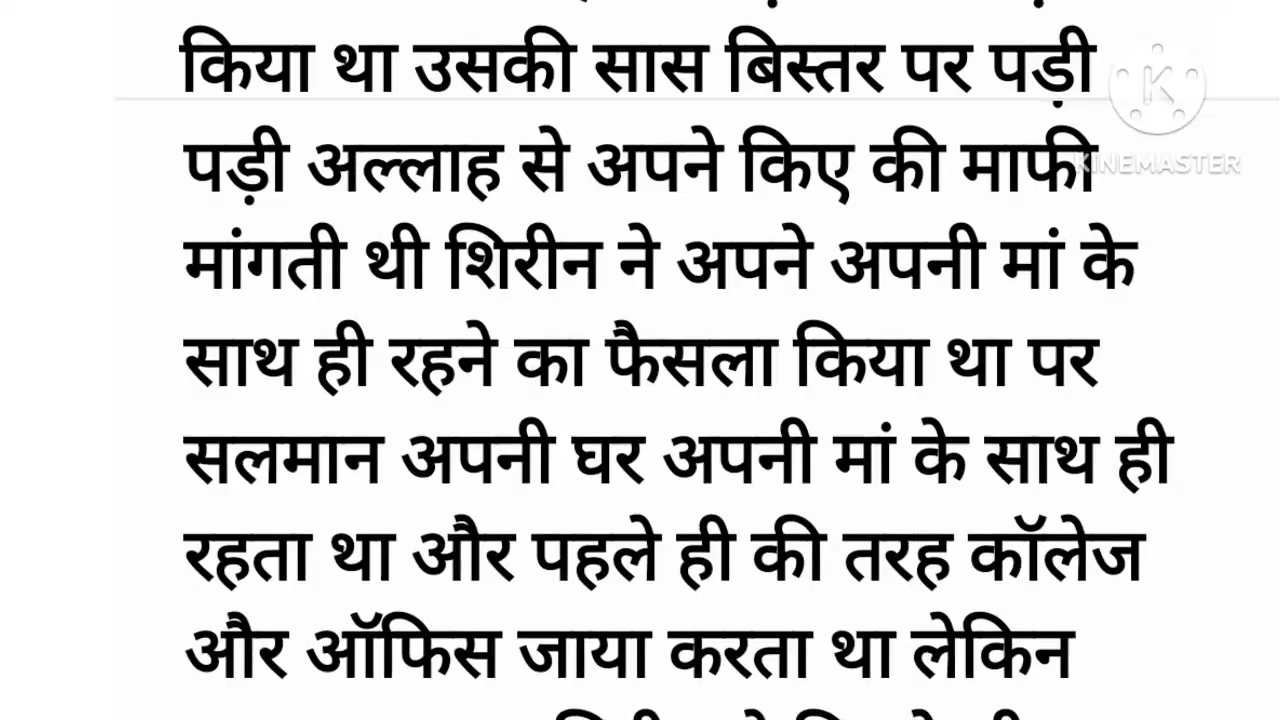 किया था उसकी सास बिस्तर पर पड़ी
पड़ी अल्लाह से अपने किए की माफी
मांगती थी शिरीन ने अपने अपनी मां के
साथ ही रहने का फैसला किया था पर
सलमान अपनी घर अपनी मां के साथ ही
रहता था और पहले ही की तरह कॉलेज
और ऑफिस जाया करता था लेकिन
KINEMASTER